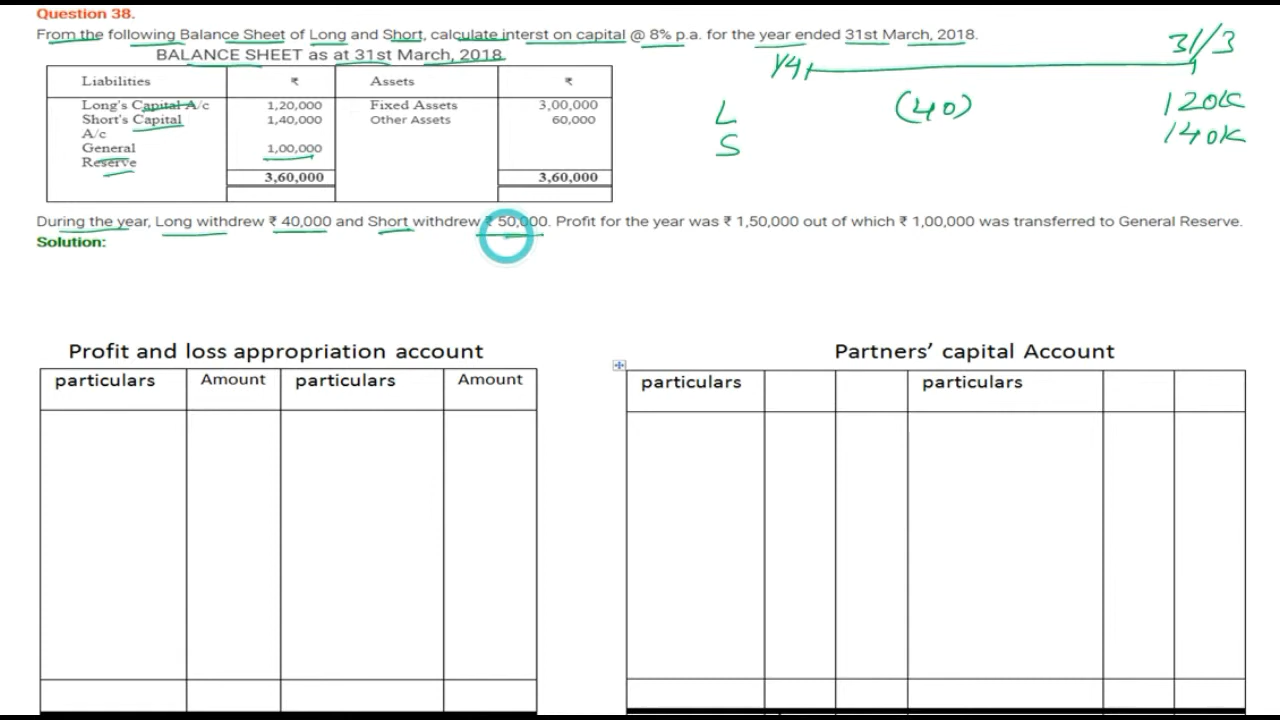 Question 38.
From the following Balance Sheet of Long and Short, calculate interst on capital @ 8% p.a. for the year ended 31st March, 2018.
BALANCE SHEET as at 31st March, 2018
Liabilities ₹ Assets ₹
Long's Capital A/c 1,20,000 Fixed Assets 3,00,000
Short's Capital 1,40,000 Other Assets 60,000
A/c
General 1,00,000
Reserve
3,60,000 3,60,000
1/4 31/3
L (40) 120K
S 140K
During the year, Long withdrew ₹ 40,000 and Short withdrew ₹ 50,000. Profit for the year was ₹ 1,50,000 out of which ₹ 1,00,000 was transferred to General Reserve.
Solution:
Profit and loss appropriation account
particulars Amount particulars Amount
Partners' capital Account
particulars particulars